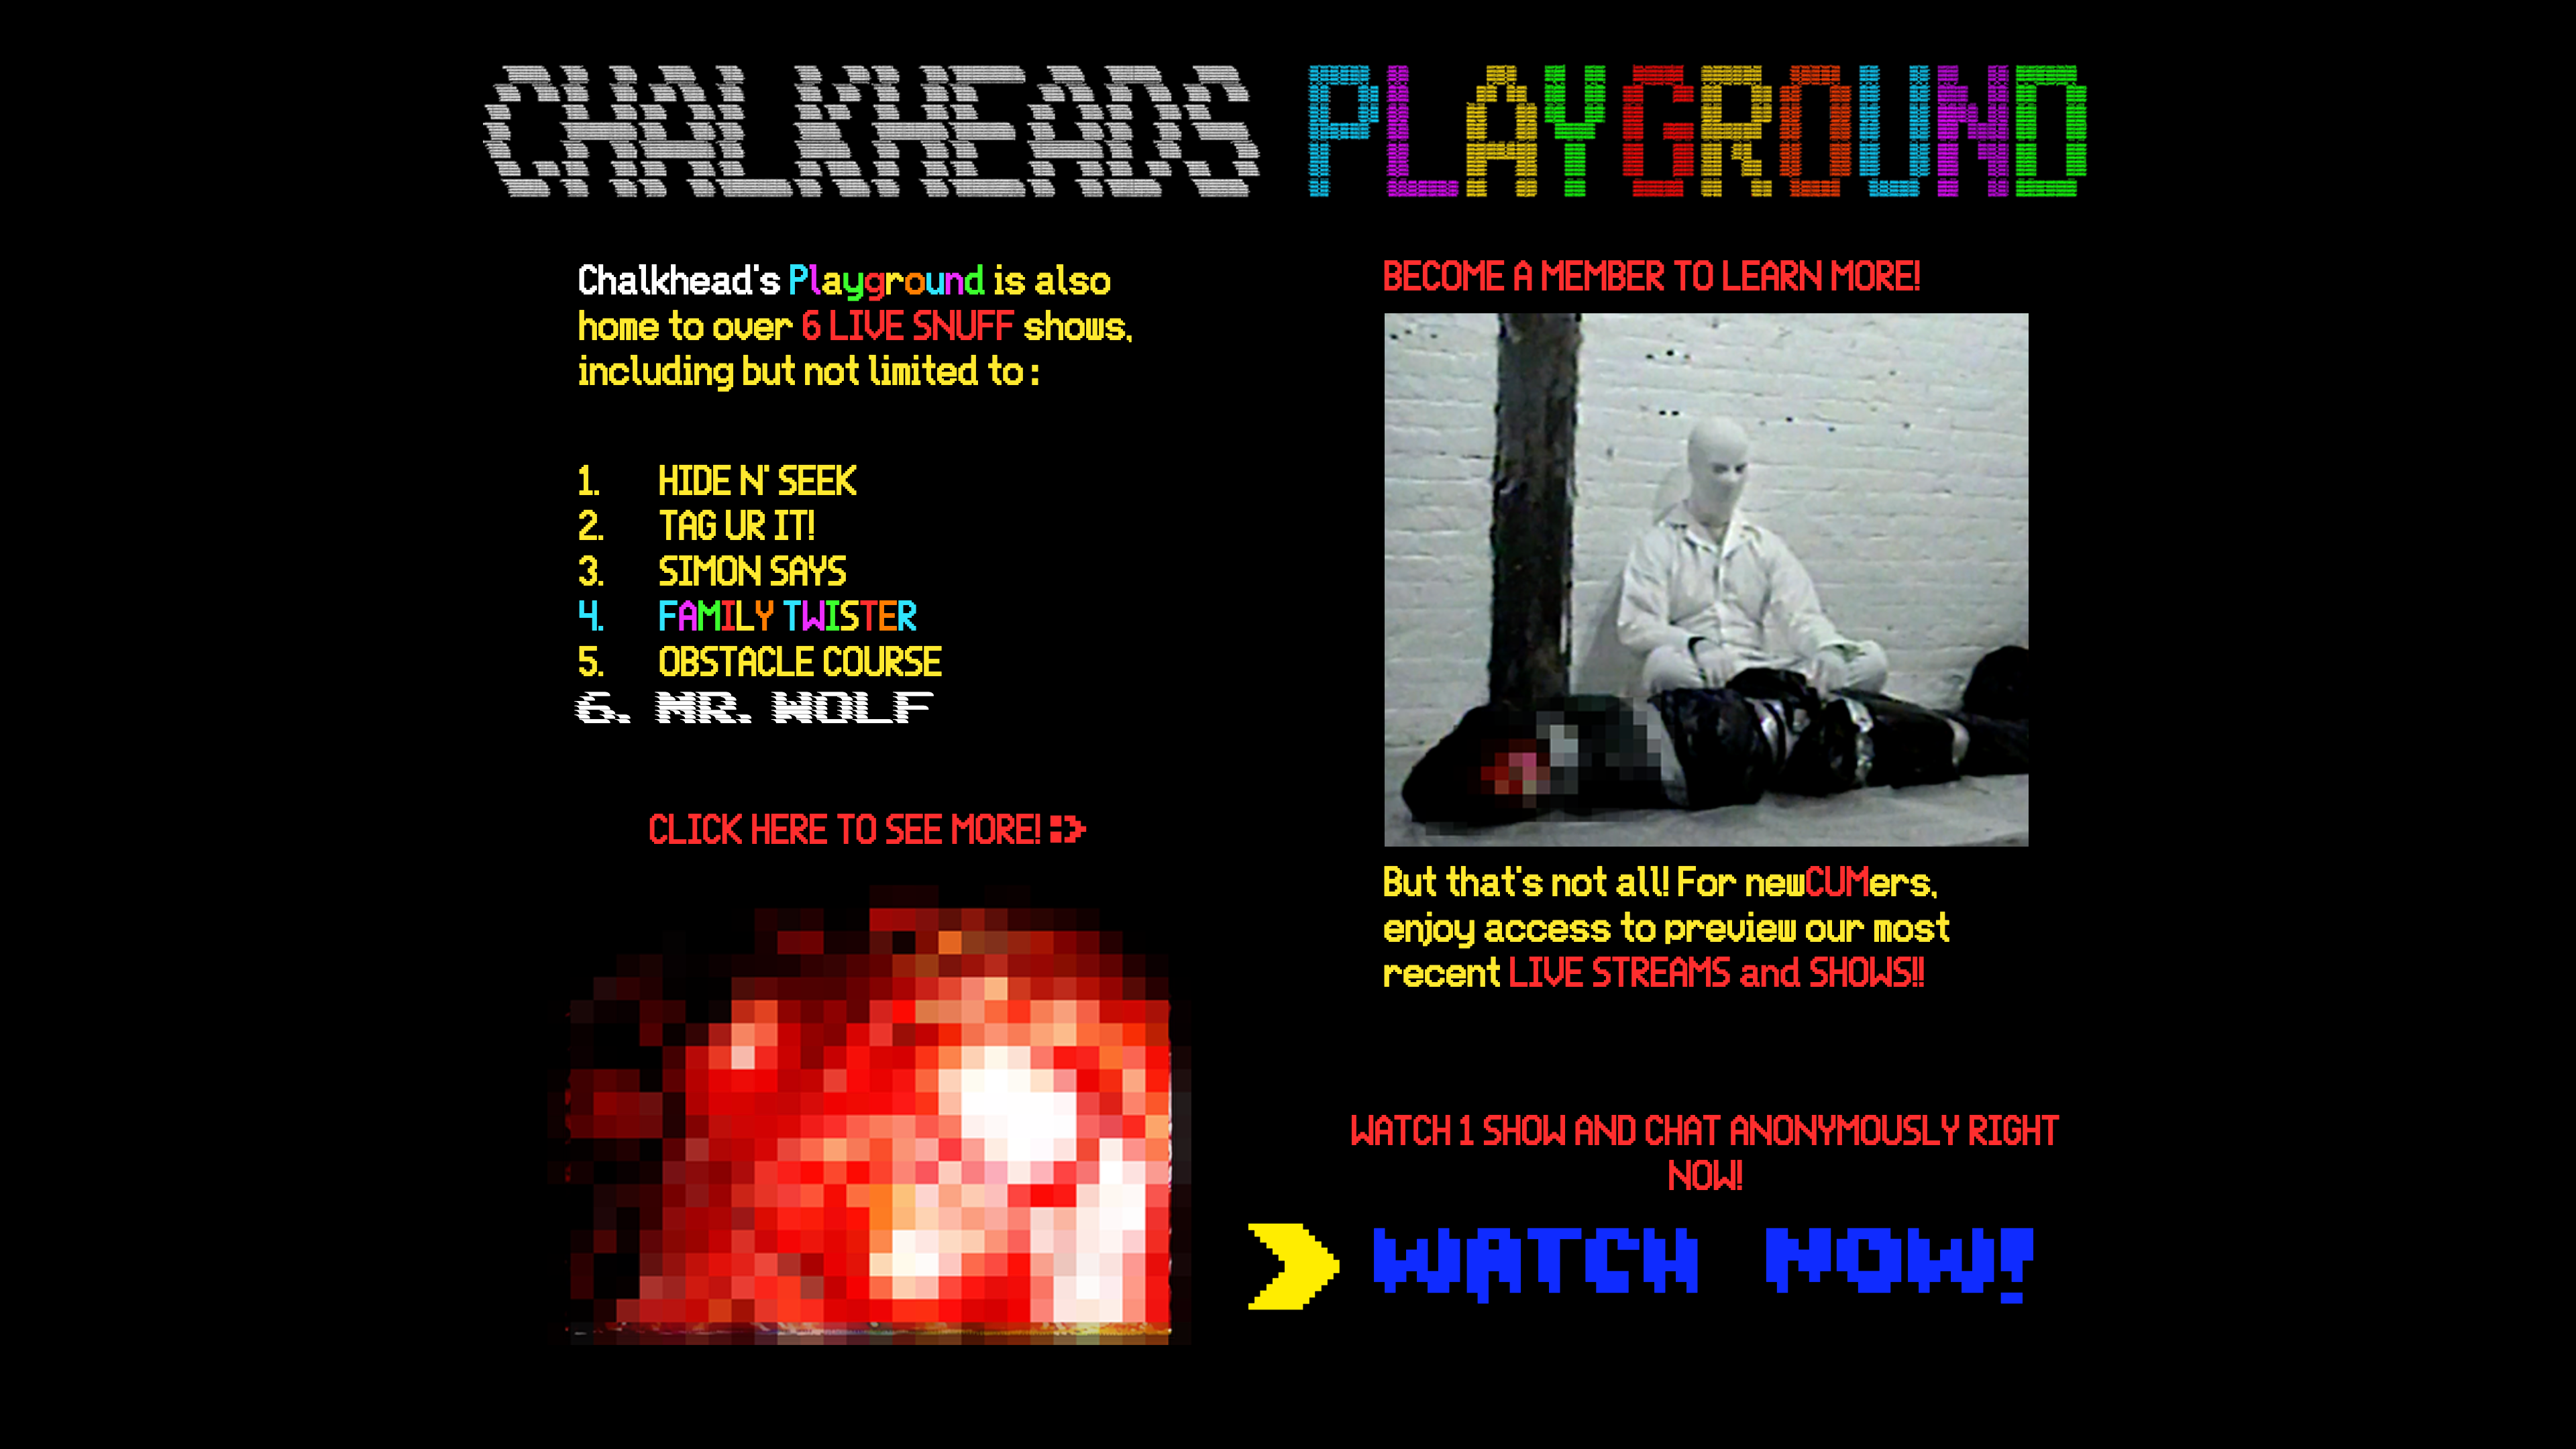 CHALKHEADS PLAYGROUND
Chalkhead's Playground is also
home to over 6 LIVE SNUFF shows,
including but not limited to :
1. HIDE N' SEEK
2. TAG UR IT!
3. SIMON SAYS
4. FAMILY TWISTER
5. OBSTACLE COURSE
6. MR. WOLF
CLICK HERE TO SEE MORE! :>
BECOME A MEMBER TO LEARN MORE!
But that's not all! For newCUMers,
enjoy access to preview our most
recent LIVE STREAMS and SHOWS!!
WATCH 1 SHOW AND CHAT ANONYMOUSLY RIGHT
NOW!
WATCH NOW!